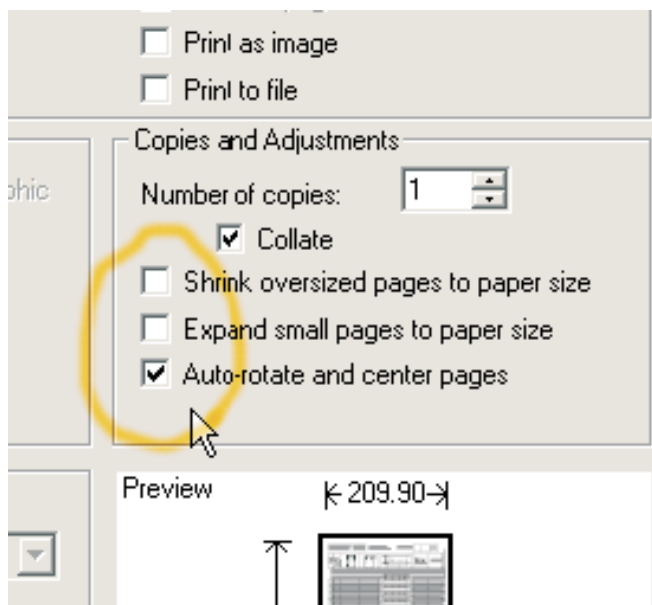 Print as image
Print to file
Copies and Adjustments
phic
Number of copies: 1
Collate
Shrink oversized pages to paper size
Expand small pages to paper size
Auto-rotate and center pages
Preview
209.90